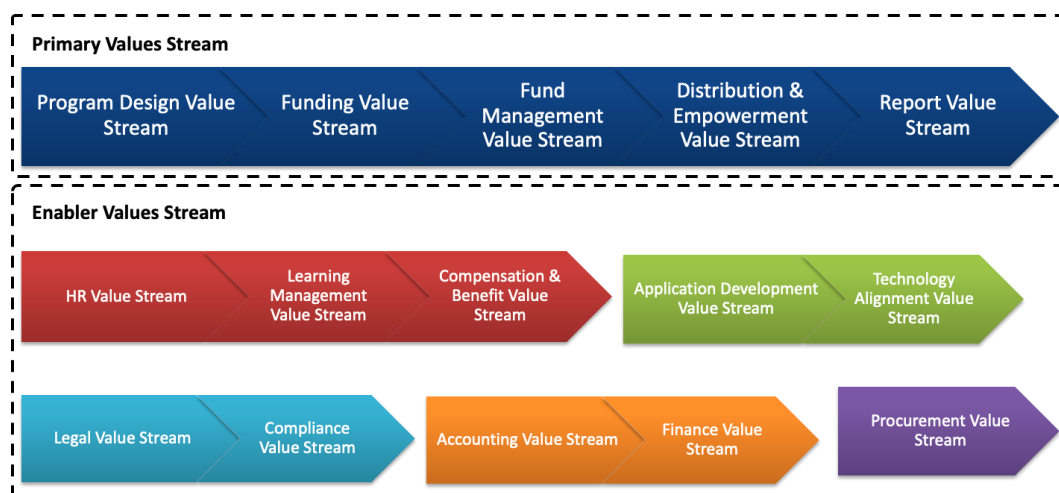 Primary Values Stream
Program Design Value
Stream
Funding Value
Stream
Fund
Management
Value Stream
Distribution &
Empowerment
Value Stream
Report Value
Stream
Enabler Values Stream
HR Value Stream
Learning
Management
Value Stream
Compensation &
Benefit Value
Stream
Application Development
Value Stream
Technology
Alignment Value
Stream
Legal Value Stream
Compliance
Value Stream
Accounting Value Stream
Finance Value
Stream
Procurement Value
Stream